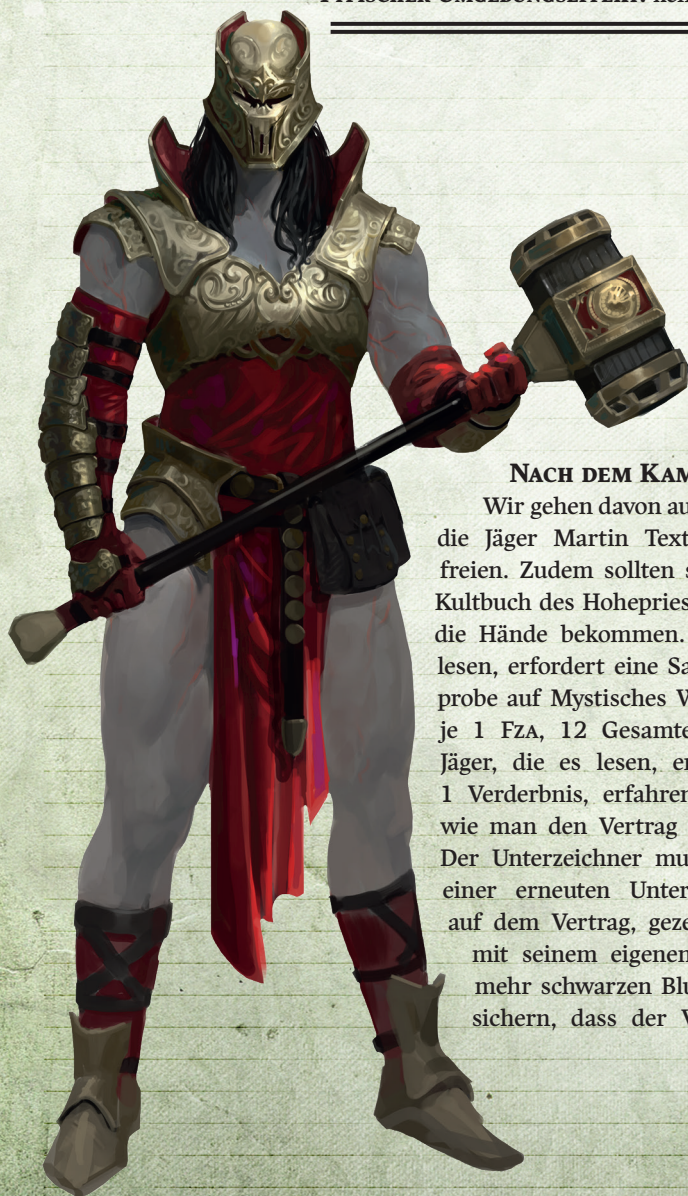 Nach dem Kam
Wir gehen davon au
die Jäger Martin Text
freien. Zudem sollten s
Kultbuch des Hohepries
die Hände bekommen.
lesen, erfordert eine Sa
probe auf Mystisches W
je 1 Fza, 12 Gesamte
Jäger, die es lesen, er
1 Verderbnis, erfahren
wie man den Vertrag
Der Unterzeichner mu
einer erneuten Unter
auf dem Vertrag, geze
mit seinem eigenen
mehr schwarzen Blu
sichern, dass der V